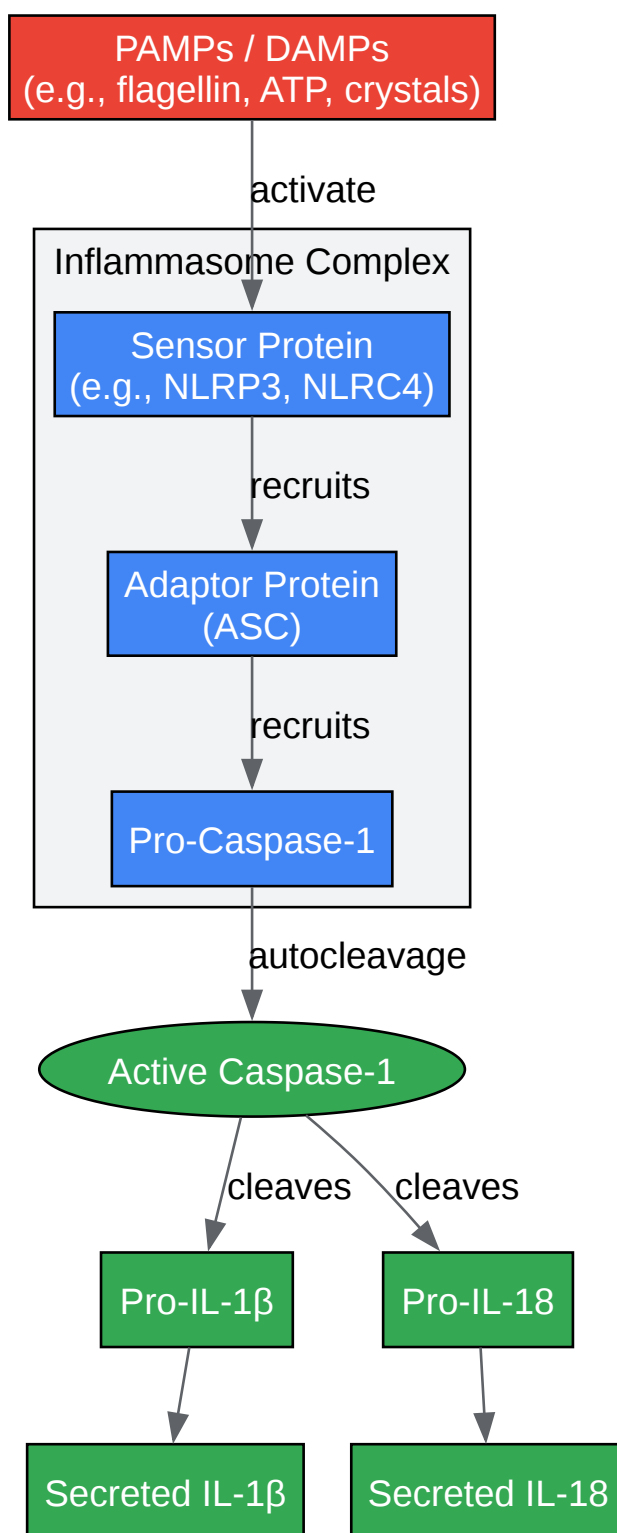 PAMPs / DAMPs
(e.g., flagellin, ATP, crystals)
activate
Inflammasome Complex
Sensor Protein
(e.g., NLRP3, NLRC4)
recruits
Adaptor Protein
(ASC)
recruits
Pro-Caspase-1
autocleavage
Active Caspase-1
cleaves
cleaves
Pro-IL-1β
Pro-IL-18
Secreted IL-1β
Secreted IL-18